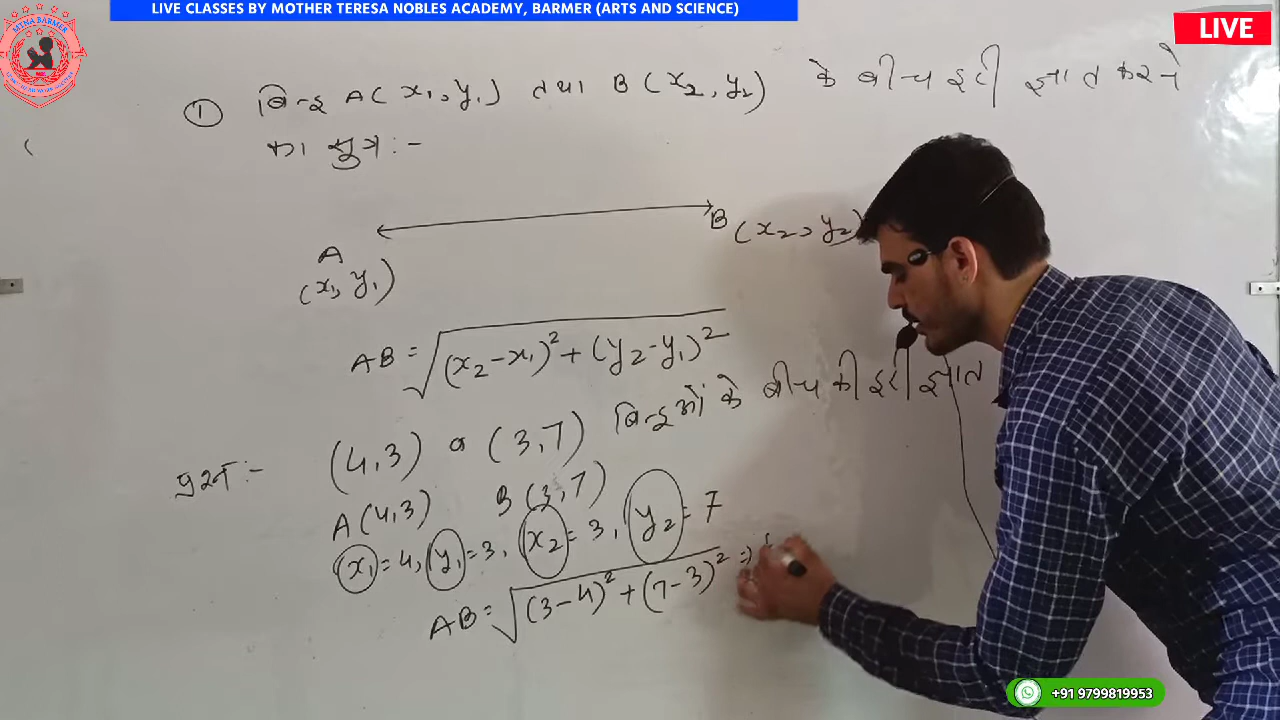 LIVE CLASSES BY MOTHER TERESA NOBLES ACADEMY, BARMER (ARTS AND SCIENCE)
LIVE
MTNA BARMER
① बिन्दु A(x₁, y₁) तथा B(x₂, y₂) के बीच दूरी ज्ञात करने
का सूत्र :-
B (x₂, y₂)
A
(x₁, y₁)
AB = √((x₂-x₁)² + (y₂-y₁)²)
प्रश्न :- (4,3) व (3,7) बिन्दुओं के बीच की दूरी ज्ञात
A(4,3) B(3,7)
x₁ = 4, y₁ = 3, x₂ = 3, y₂ = 7
AB = √((3-4)² + (7-3)²) ⇒
+91 9799819953